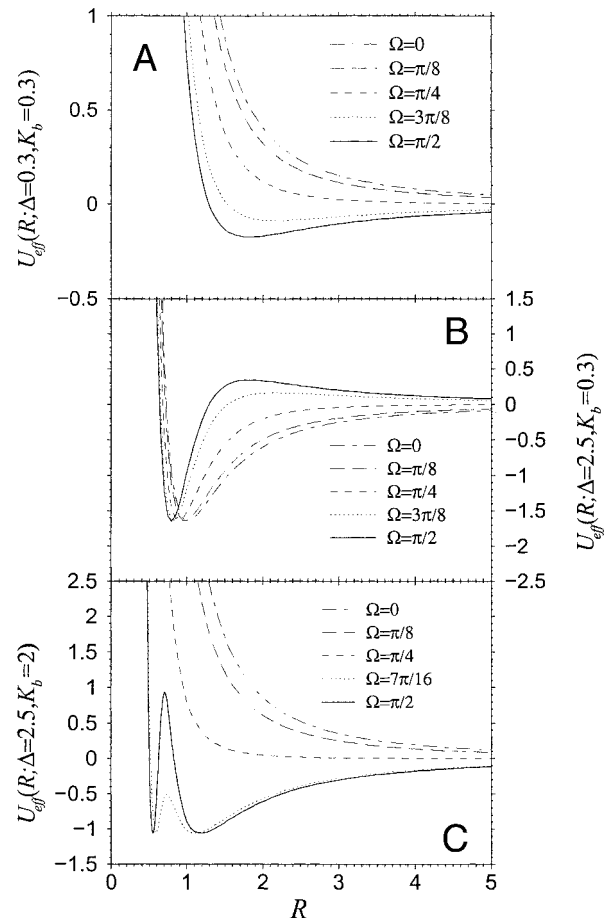 1
0.5
0
−0.5
U_eff(R;Δ=0.3,K_b=0.3)
A
Ω=0
Ω=π/8
Ω=π/4
Ω=3π/8
Ω=π/2
B
1.5
1
0.5
0
−0.5
−1
−1.5
−2
−2.5
U_eff(R;Δ=2.5,K_b=0.3)
Ω=0
Ω=π/8
Ω=π/4
Ω=3π/8
Ω=π/2
2.5
2
1.5
1
0.5
0
−0.5
−1
−1.5
U_eff(R;Δ=2.5,K_b=2)
Ω=0
Ω=π/8
Ω=π/4
Ω=7π/16
Ω=π/2
C
0 1 2 3 4 5
R